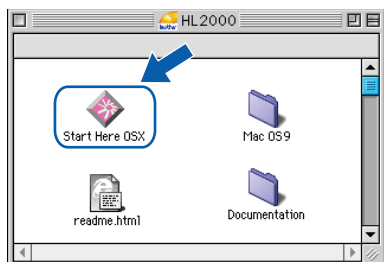 HL2000
Start Here OSX
Mac OS9
readme.html
Documentation